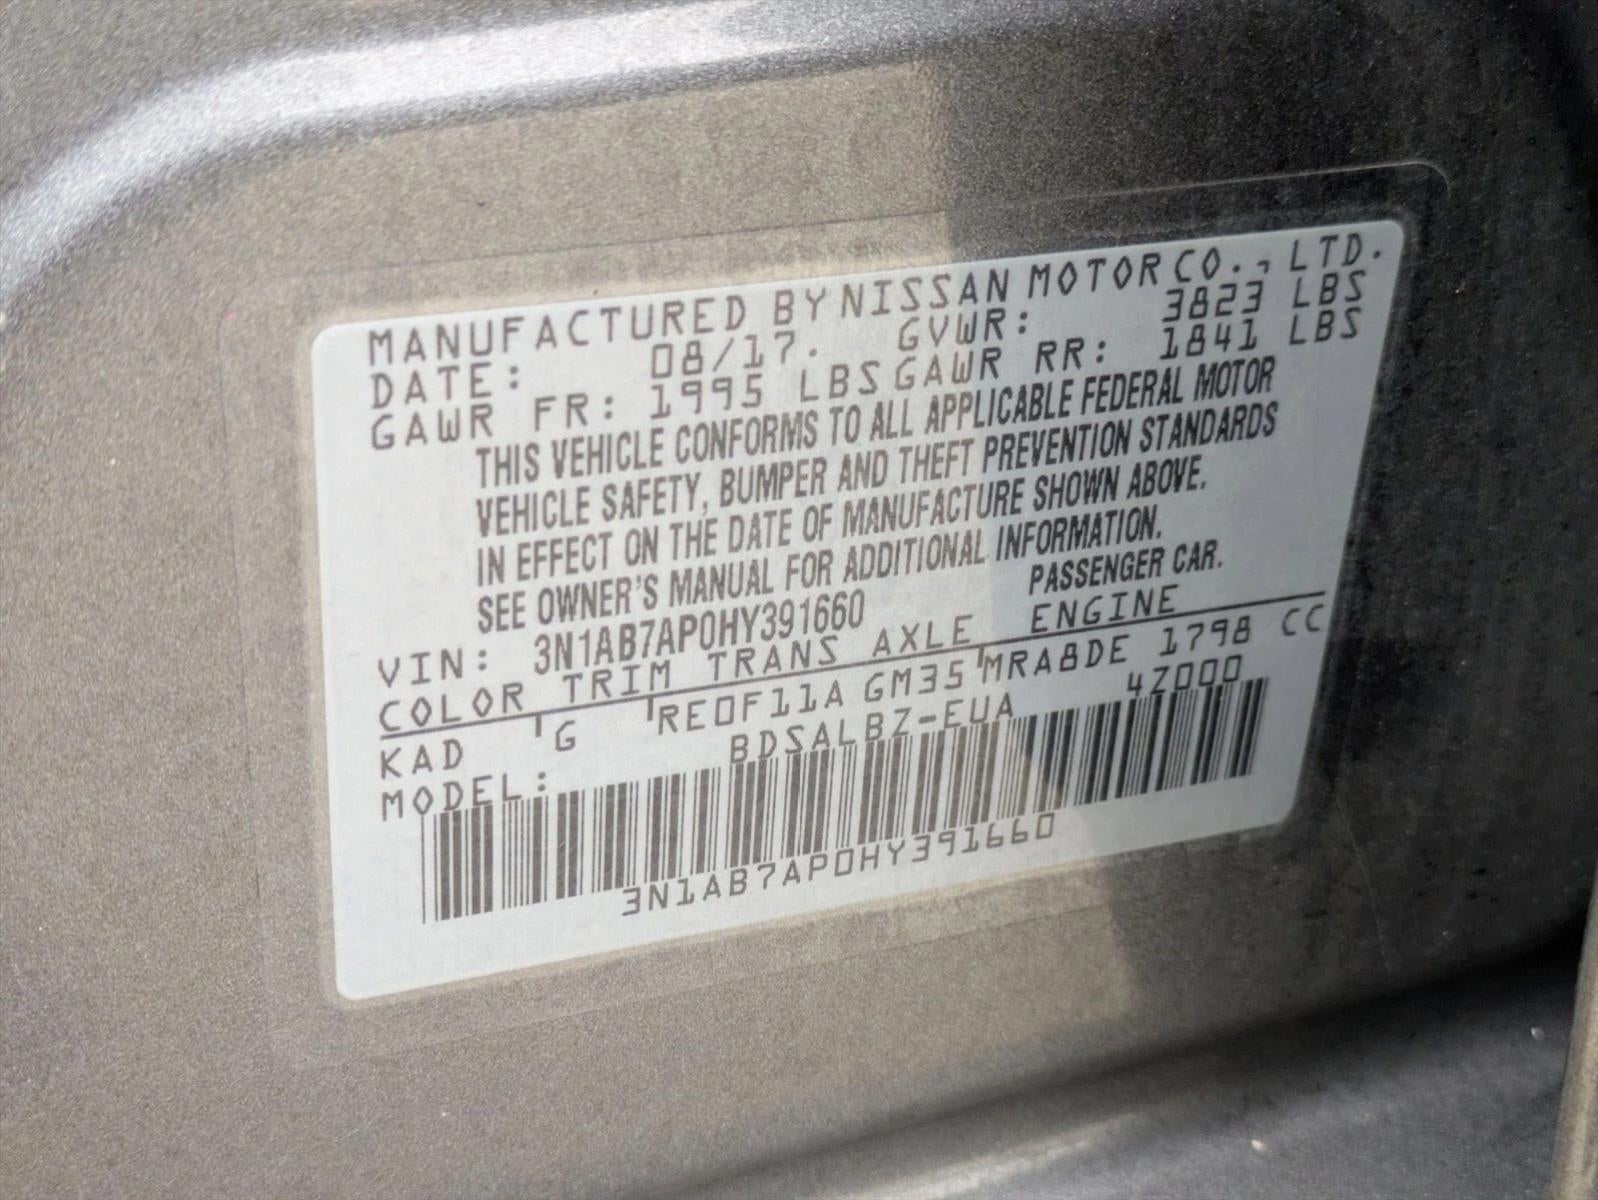 MANUFACTURED BY NISSAN MOTOR CO., LTD.
DATE: 08/17. GVWR: 3823 LBS
GAWR FR: 1995 LBS GAWR RR: 1841 LBS
THIS VEHICLE CONFORMS TO ALL APPLICABLE FEDERAL MOTOR
VEHICLE SAFETY, BUMPER AND THEFT PREVENTION STANDARDS
IN EFFECT ON THE DATE OF MANUFACTURE SHOWN ABOVE.
SEE OWNER'S MANUAL FOR ADDITIONAL INFORMATION.
VIN: 3N1AB7AP0HY391660 PASSENGER CAR.
COLOR TRIM TRANS AXLE ENGINE
KAD G RE0F11A GM35 MRA8DE 1798 CC
MODEL: BDSALBZ-EUA 4Z000
3N1AB7AP0HY391660